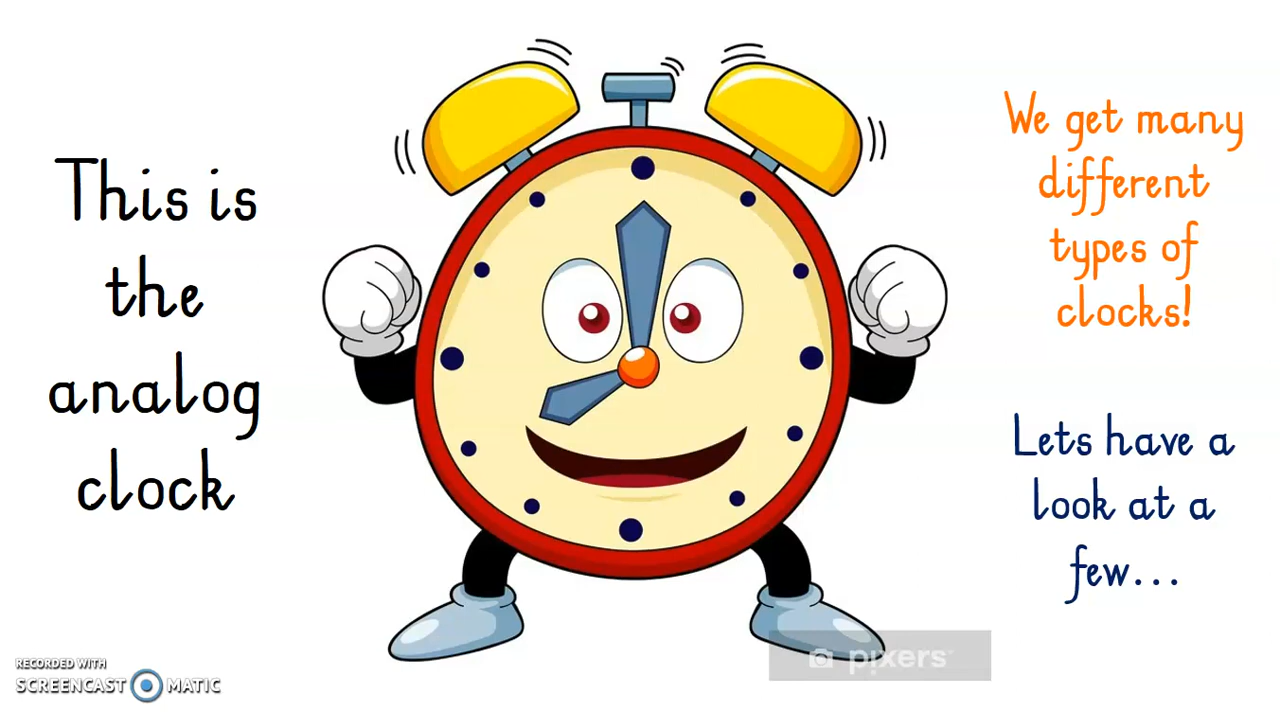 This is
the
analog
clock
We get many
different
types of
clocks!
Lets have a
look at a
few...
pixers
RECORDED WITH
SCREENCAST MATIC